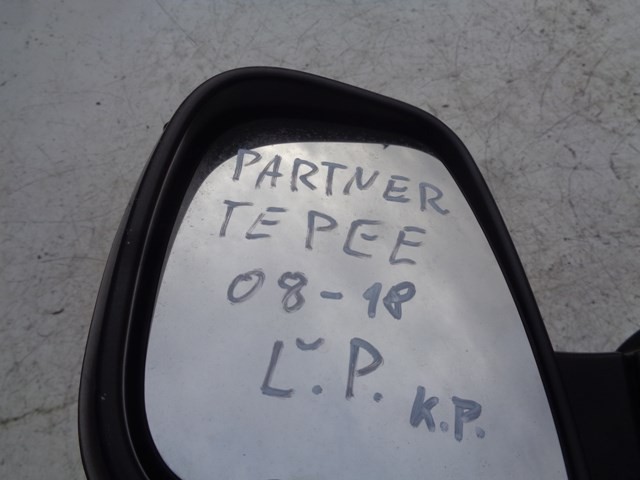 PARTNER
TEPEE
08-18
Ľ.P.
K.P.